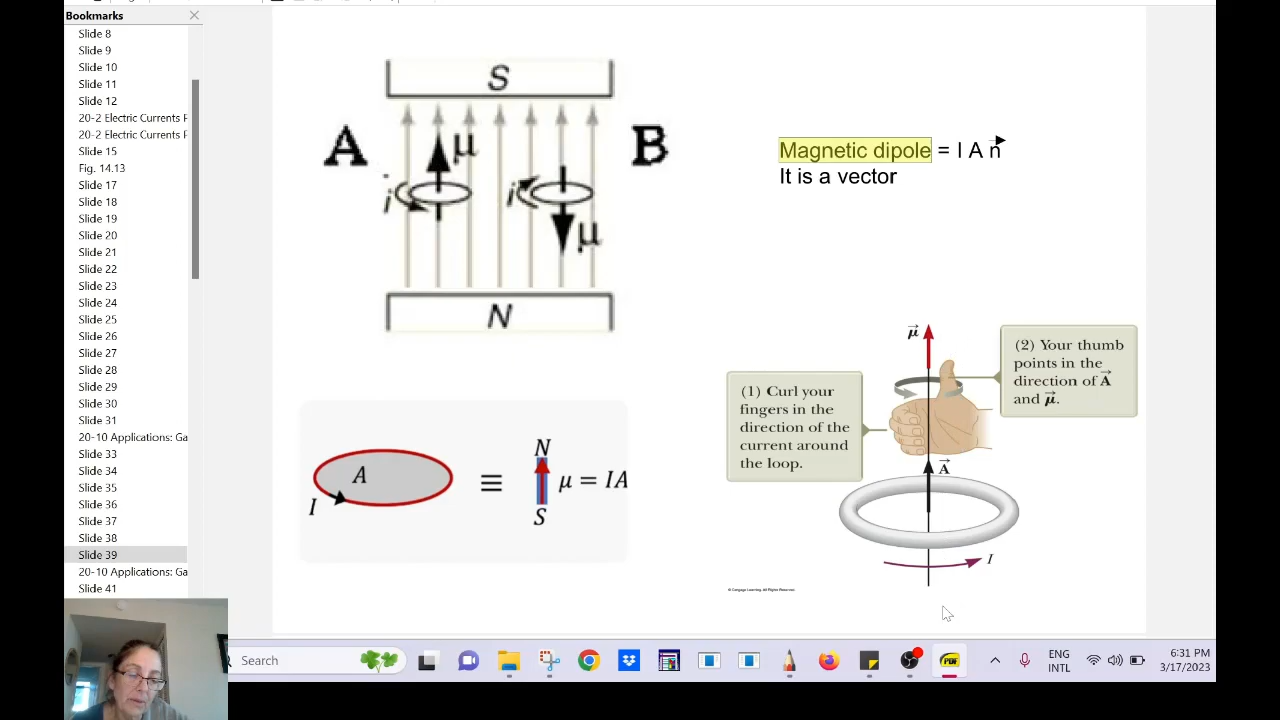 Bookmarks
Slide 8
Slide 9
Slide 10
Slide 11
Slide 12
20-2 Electric Currents F
20-2 Electric Currents F
Slide 15
Fig. 14.13
Slide 17
Slide 18
Slide 19
Slide 20
Slide 21
Slide 22
Slide 23
Slide 24
Slide 25
Slide 26
Slide 27
Slide 28
Slide 29
Slide 30
Slide 31
20-10 Applications: Ga
Slide 33
Slide 34
Slide 35
Slide 36
Slide 37
Slide 38
Slide 39
20-10 Applications: Ga
Slide 41
S
A
μ
B
i
i
μ
N
Magnetic dipole = I A n
It is a vector
A
I
≡
N
S
μ = IA
μ
(1) Curl your
fingers in the
direction of the
current around
the loop.
(2) Your thumb
points in the
direction of A
and μ.
A
I
© Cengage Learning. All Rights Reserved.
Search
PDF
ENG
INTL
6:31 PM
3/17/2023